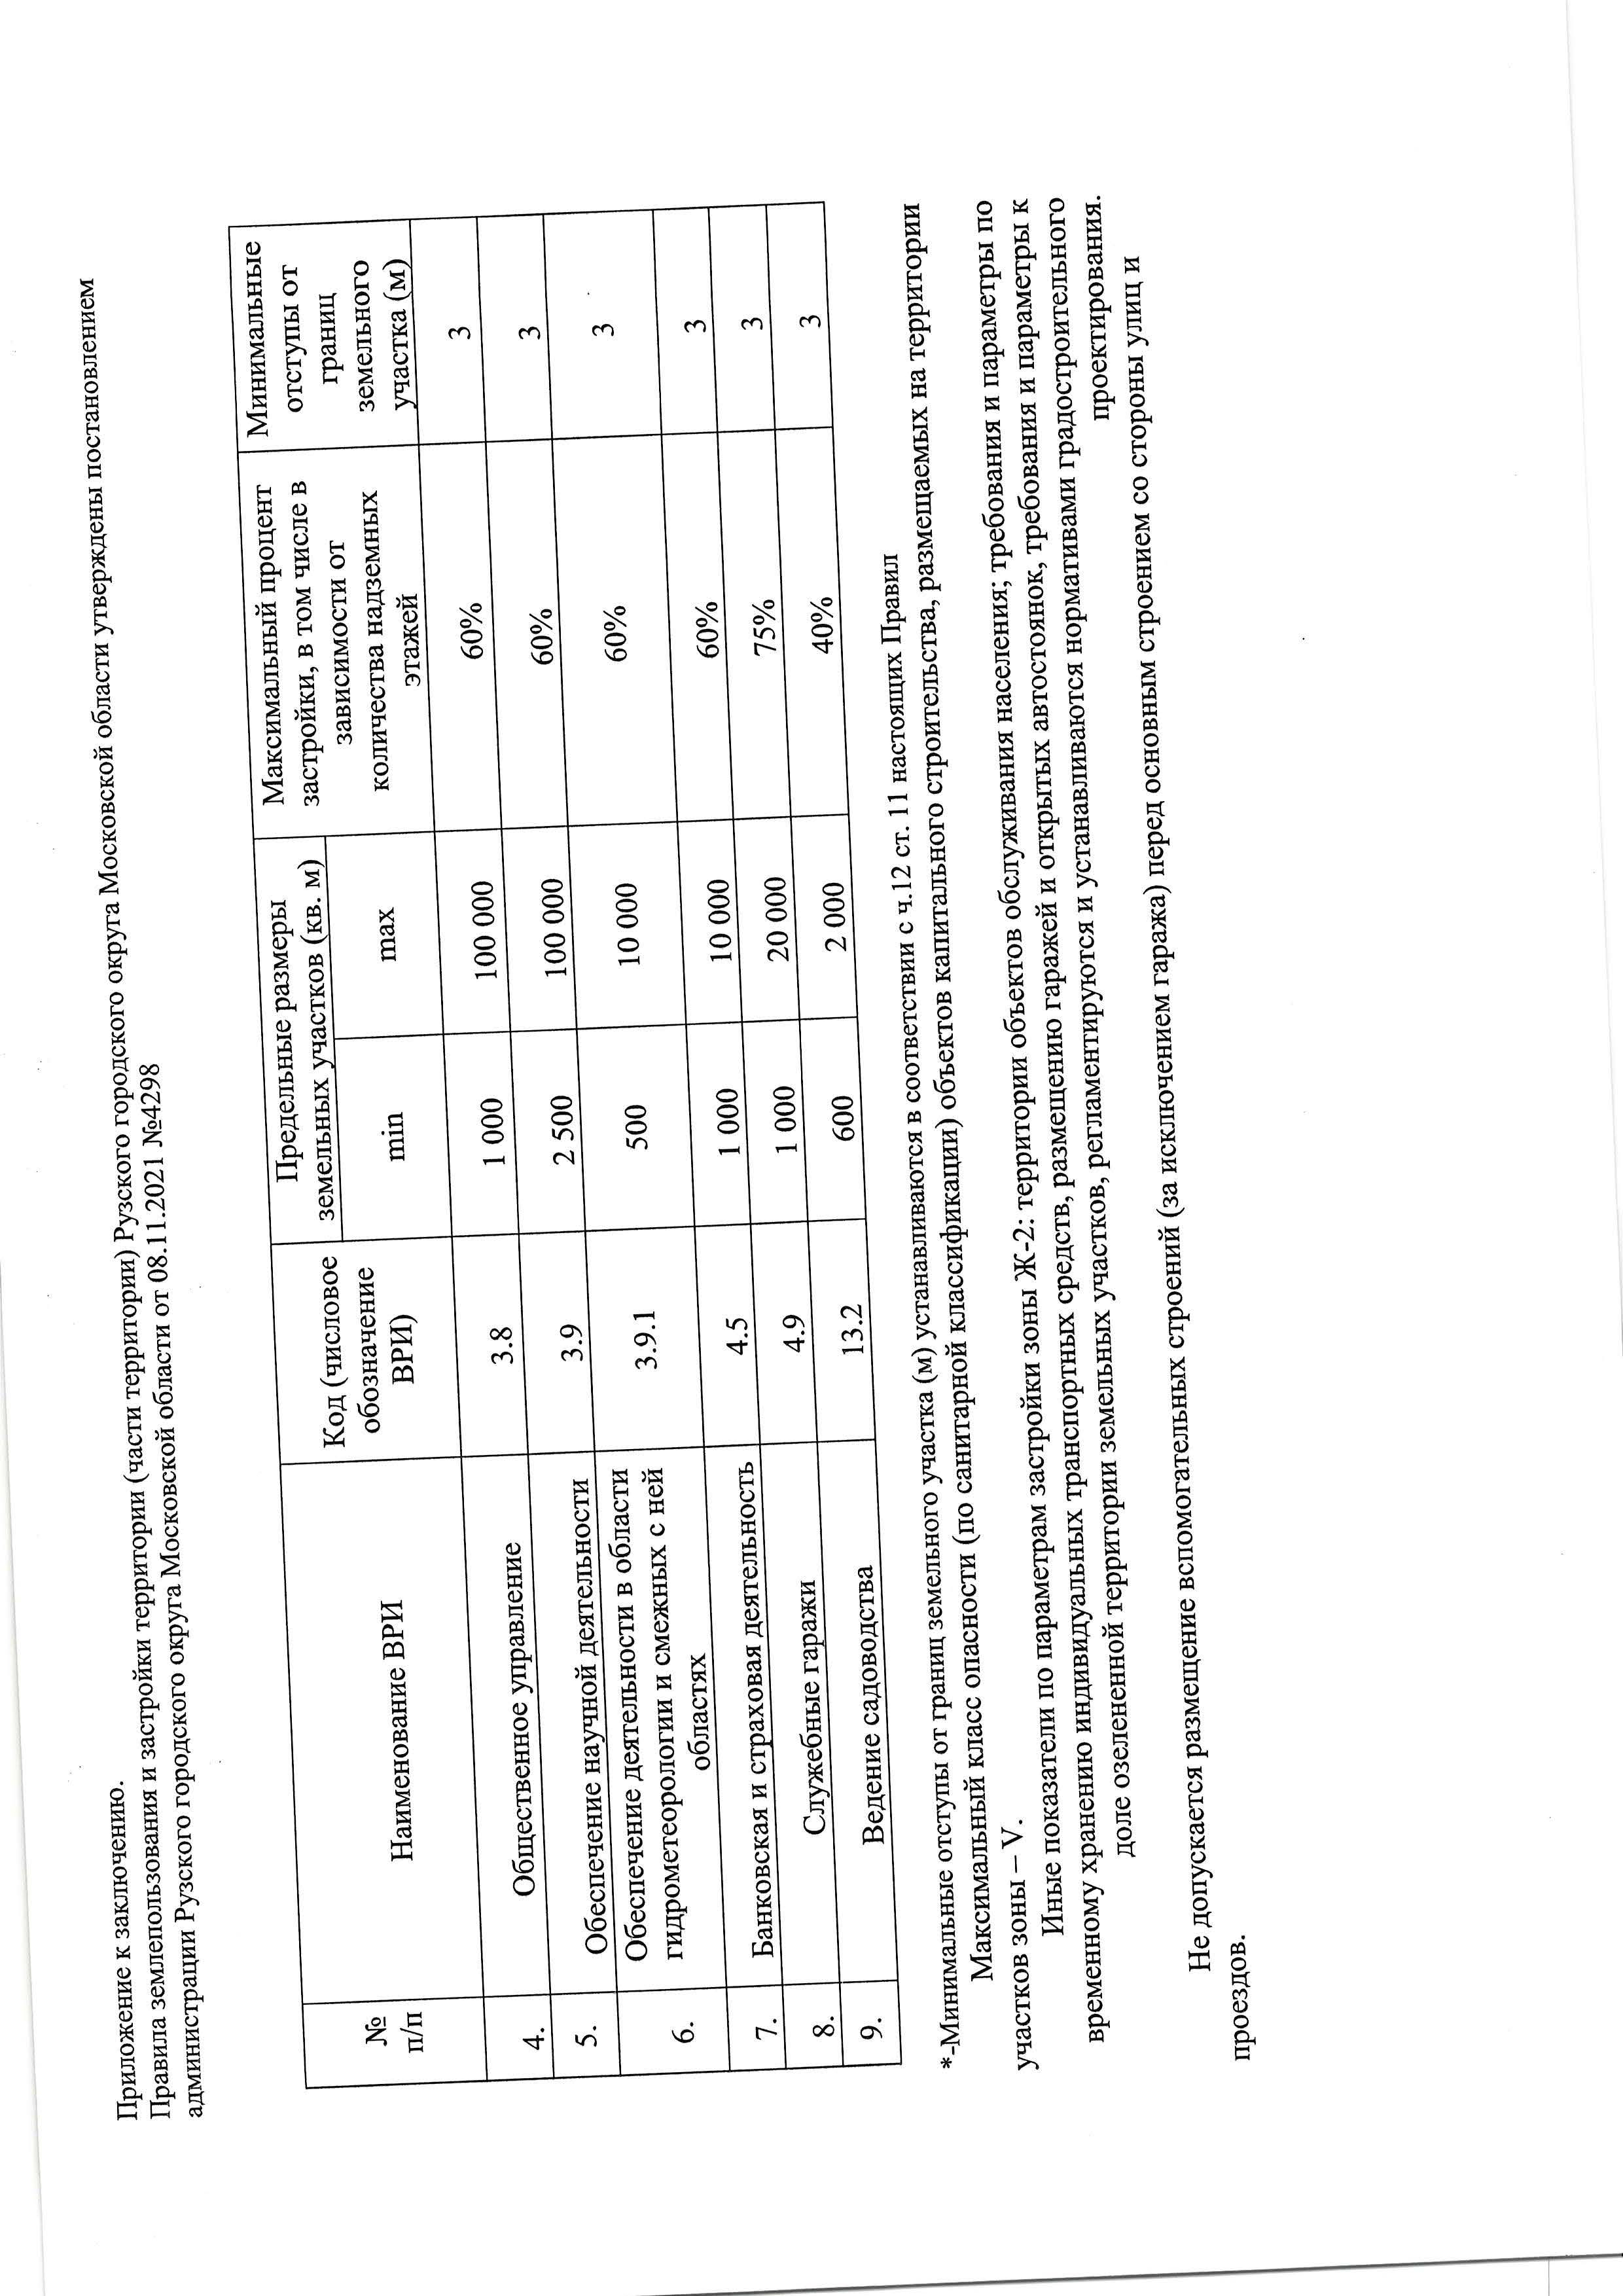 Приложение к заключению.
Правила землепользования и застройки территории (части территории) Рузского городского округа Московской области утверждены постановлением
администрации Рузского городского округа Московской области от 08.11.2021 №4298
№ п/п
Наименование ВРИ
Код (числовое обозначение ВРИ)
Предельные размеры земельных участков (кв. м)
min
max
Максимальный процент застройки, в том числе в зависимости от количества надземных этажей
Минимальные отступы от границ земельного участка (м)
4. Общественное управление 3.8 1 000 100 000 60% 3
5. Обеспечение научной деятельности 3.9 2 500 100 000 60% 3
6. Обеспечение деятельности в области гидрометеорологии и смежных с ней областях 3.9.1 500 10 000 60% 3
7. Банковская и страховая деятельность 4.5 1 000 10 000 60% 3
8. Служебные гаражи 4.9 1 000 20 000 75% 3
9. Ведение садоводства 13.2 600 2 000 40% 3
*-Минимальные отступы от границ земельного участка (м) устанавливаются в соответствии с ч.12 ст. 11 настоящих Правил
Максимальный класс опасности (по санитарной классификации) объектов капитального строительства, размещаемых на территории
участков зоны – V.
Иные показатели по параметрам застройки зоны Ж-2: территории объектов обслуживания населения; требования и параметры по
временному хранению индивидуальных транспортных средств, размещению гаражей и открытых автостоянок, требования и параметры к
доле озелененной территории земельных участков, регламентируются и устанавливаются нормативами градостроительного
проектирования.
Не допускается размещение вспомогательных строений (за исключением гаража) перед основным строением со стороны улиц и
проездов.